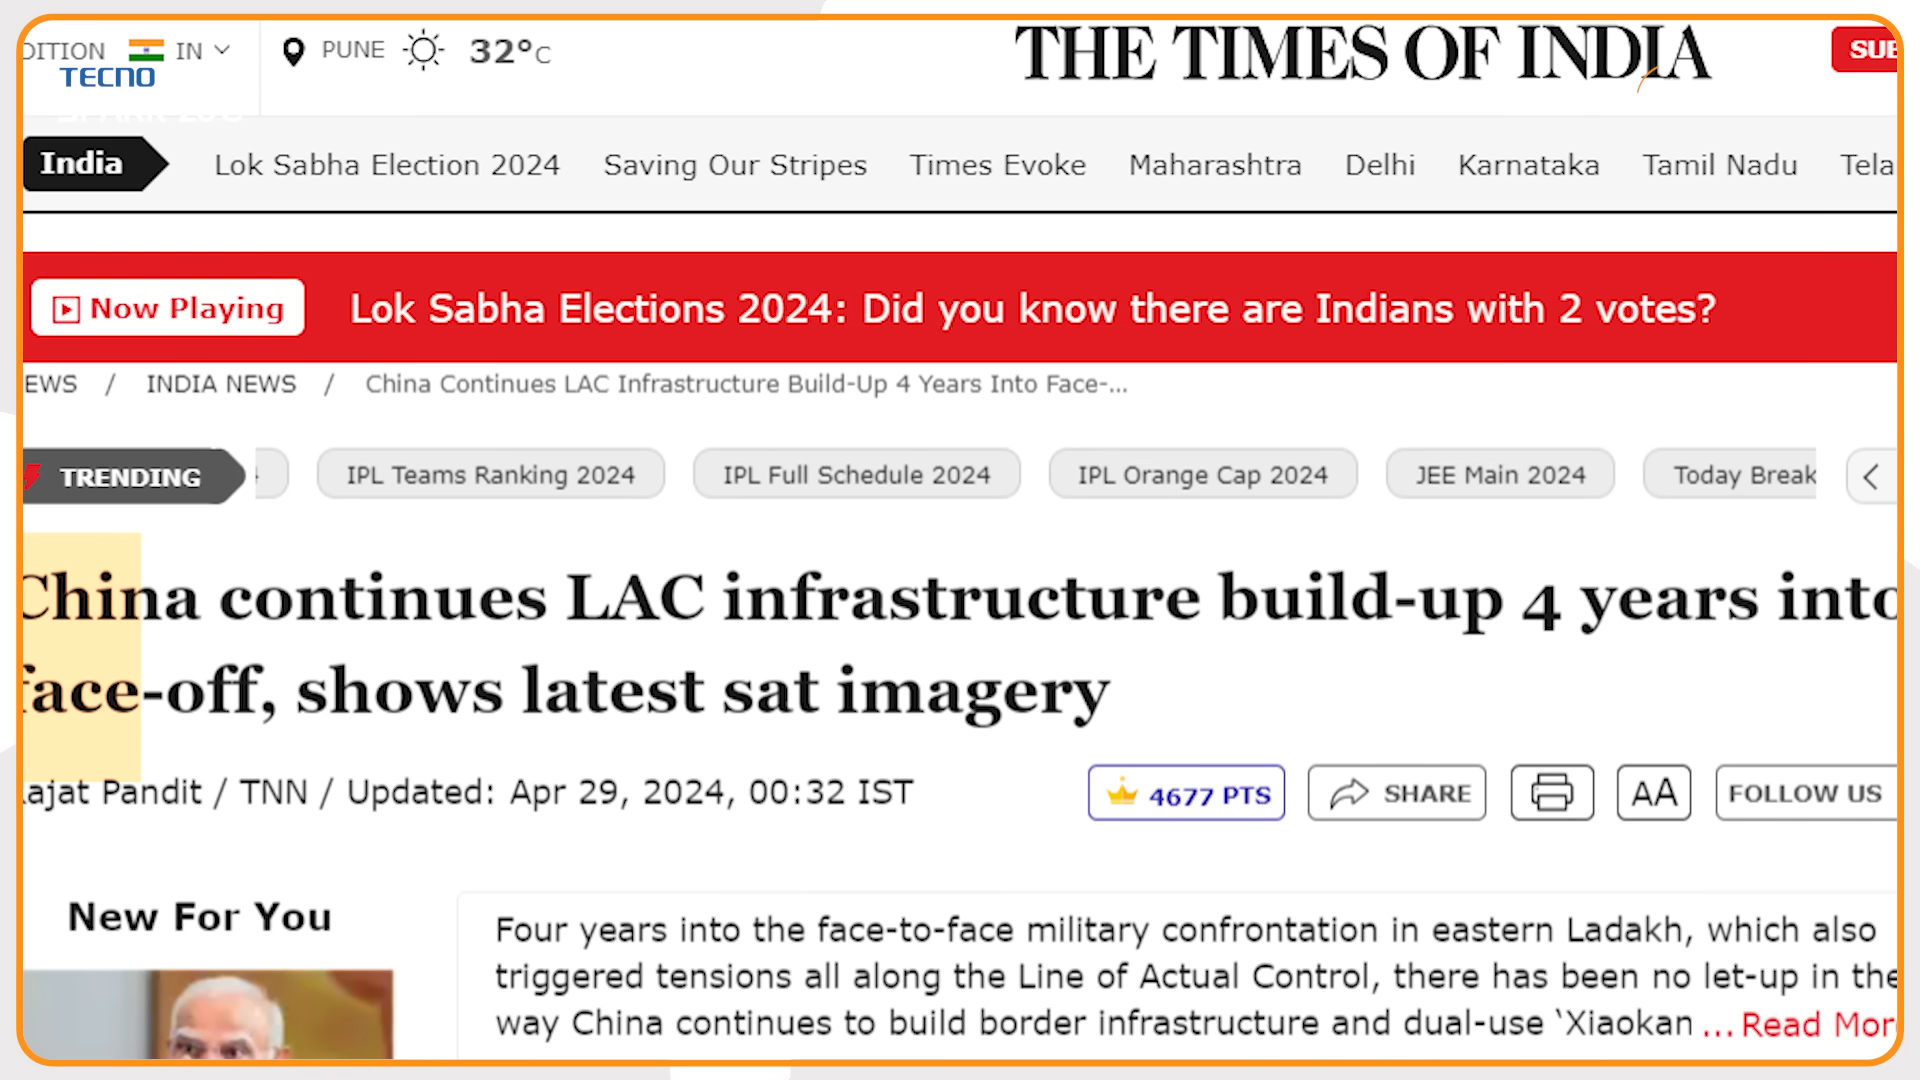 DITION IN PUNE 32°C THE TIMES OF INDIA SUB
TECNO
SPARK 20C
India Lok Sabha Election 2024 Saving Our Stripes Times Evoke Maharashtra Delhi Karnataka Tamil Nadu Tela
Now Playing Lok Sabha Elections 2024: Did you know there are Indians with 2 votes?
EWS / INDIA NEWS / China Continues LAC Infrastructure Build-Up 4 Years Into Face-...
TRENDING IPL Teams Ranking 2024 IPL Full Schedule 2024 IPL Orange Cap 2024 JEE Main 2024 Today Break
China continues LAC infrastructure build-up 4 years into
face-off, shows latest sat imagery
ajat Pandit / TNN / Updated: Apr 29, 2024, 00:32 IST 4677 PTS SHARE AA FOLLOW US
New For You
Four years into the face-to-face military confrontation in eastern Ladakh, which also
triggered tensions all along the Line of Actual Control, there has been no let-up in the
way China continues to build border infrastructure and dual-use ‘Xiaokan ... Read Mor